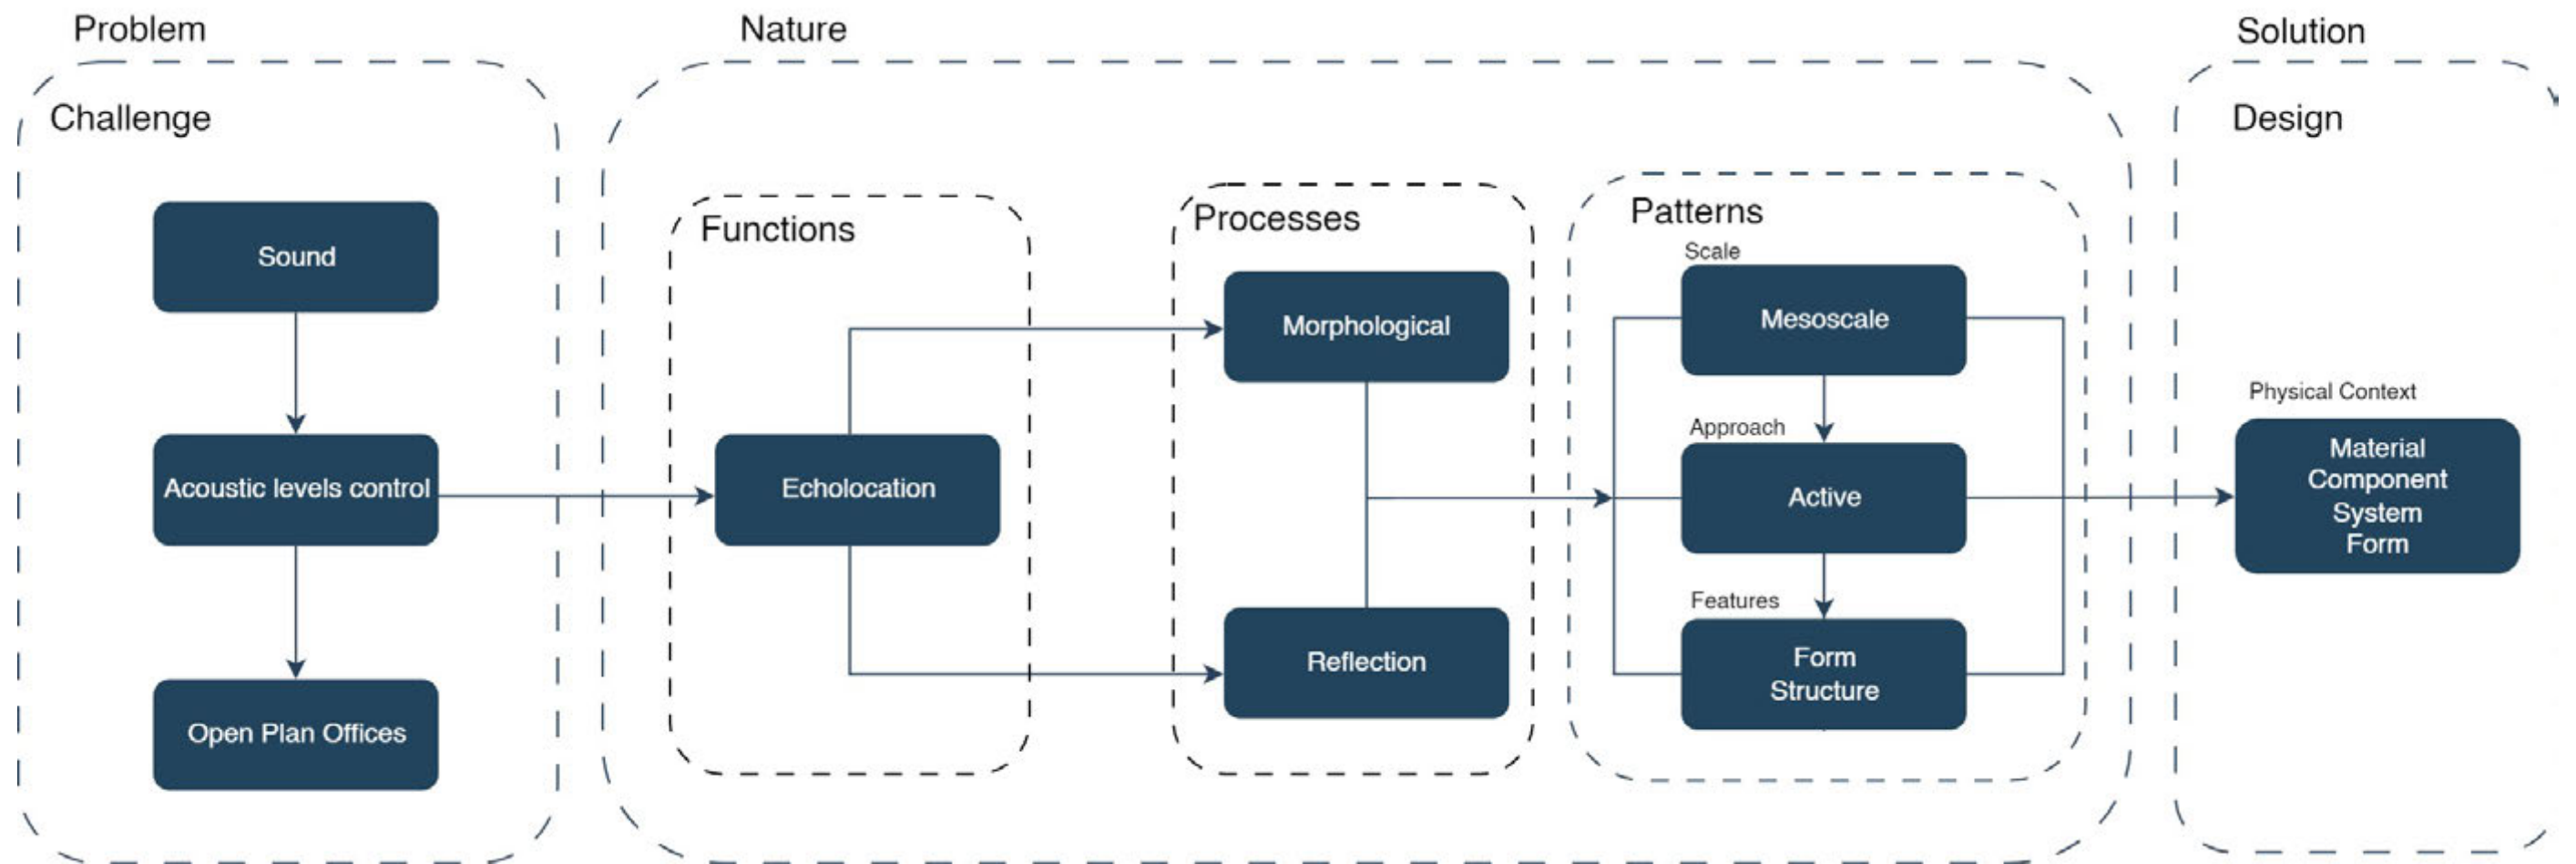 Problem
Challenge
Sound
Acoustic levels control
Open Plan Offices
Nature
Functions
Echolocation
Processes
Morphological
Reflection
Patterns
Scale
Mesoscale
Approach
Active
Features
Form
Structure
Solution
Design
Physical Context
Material
Component
System
Form